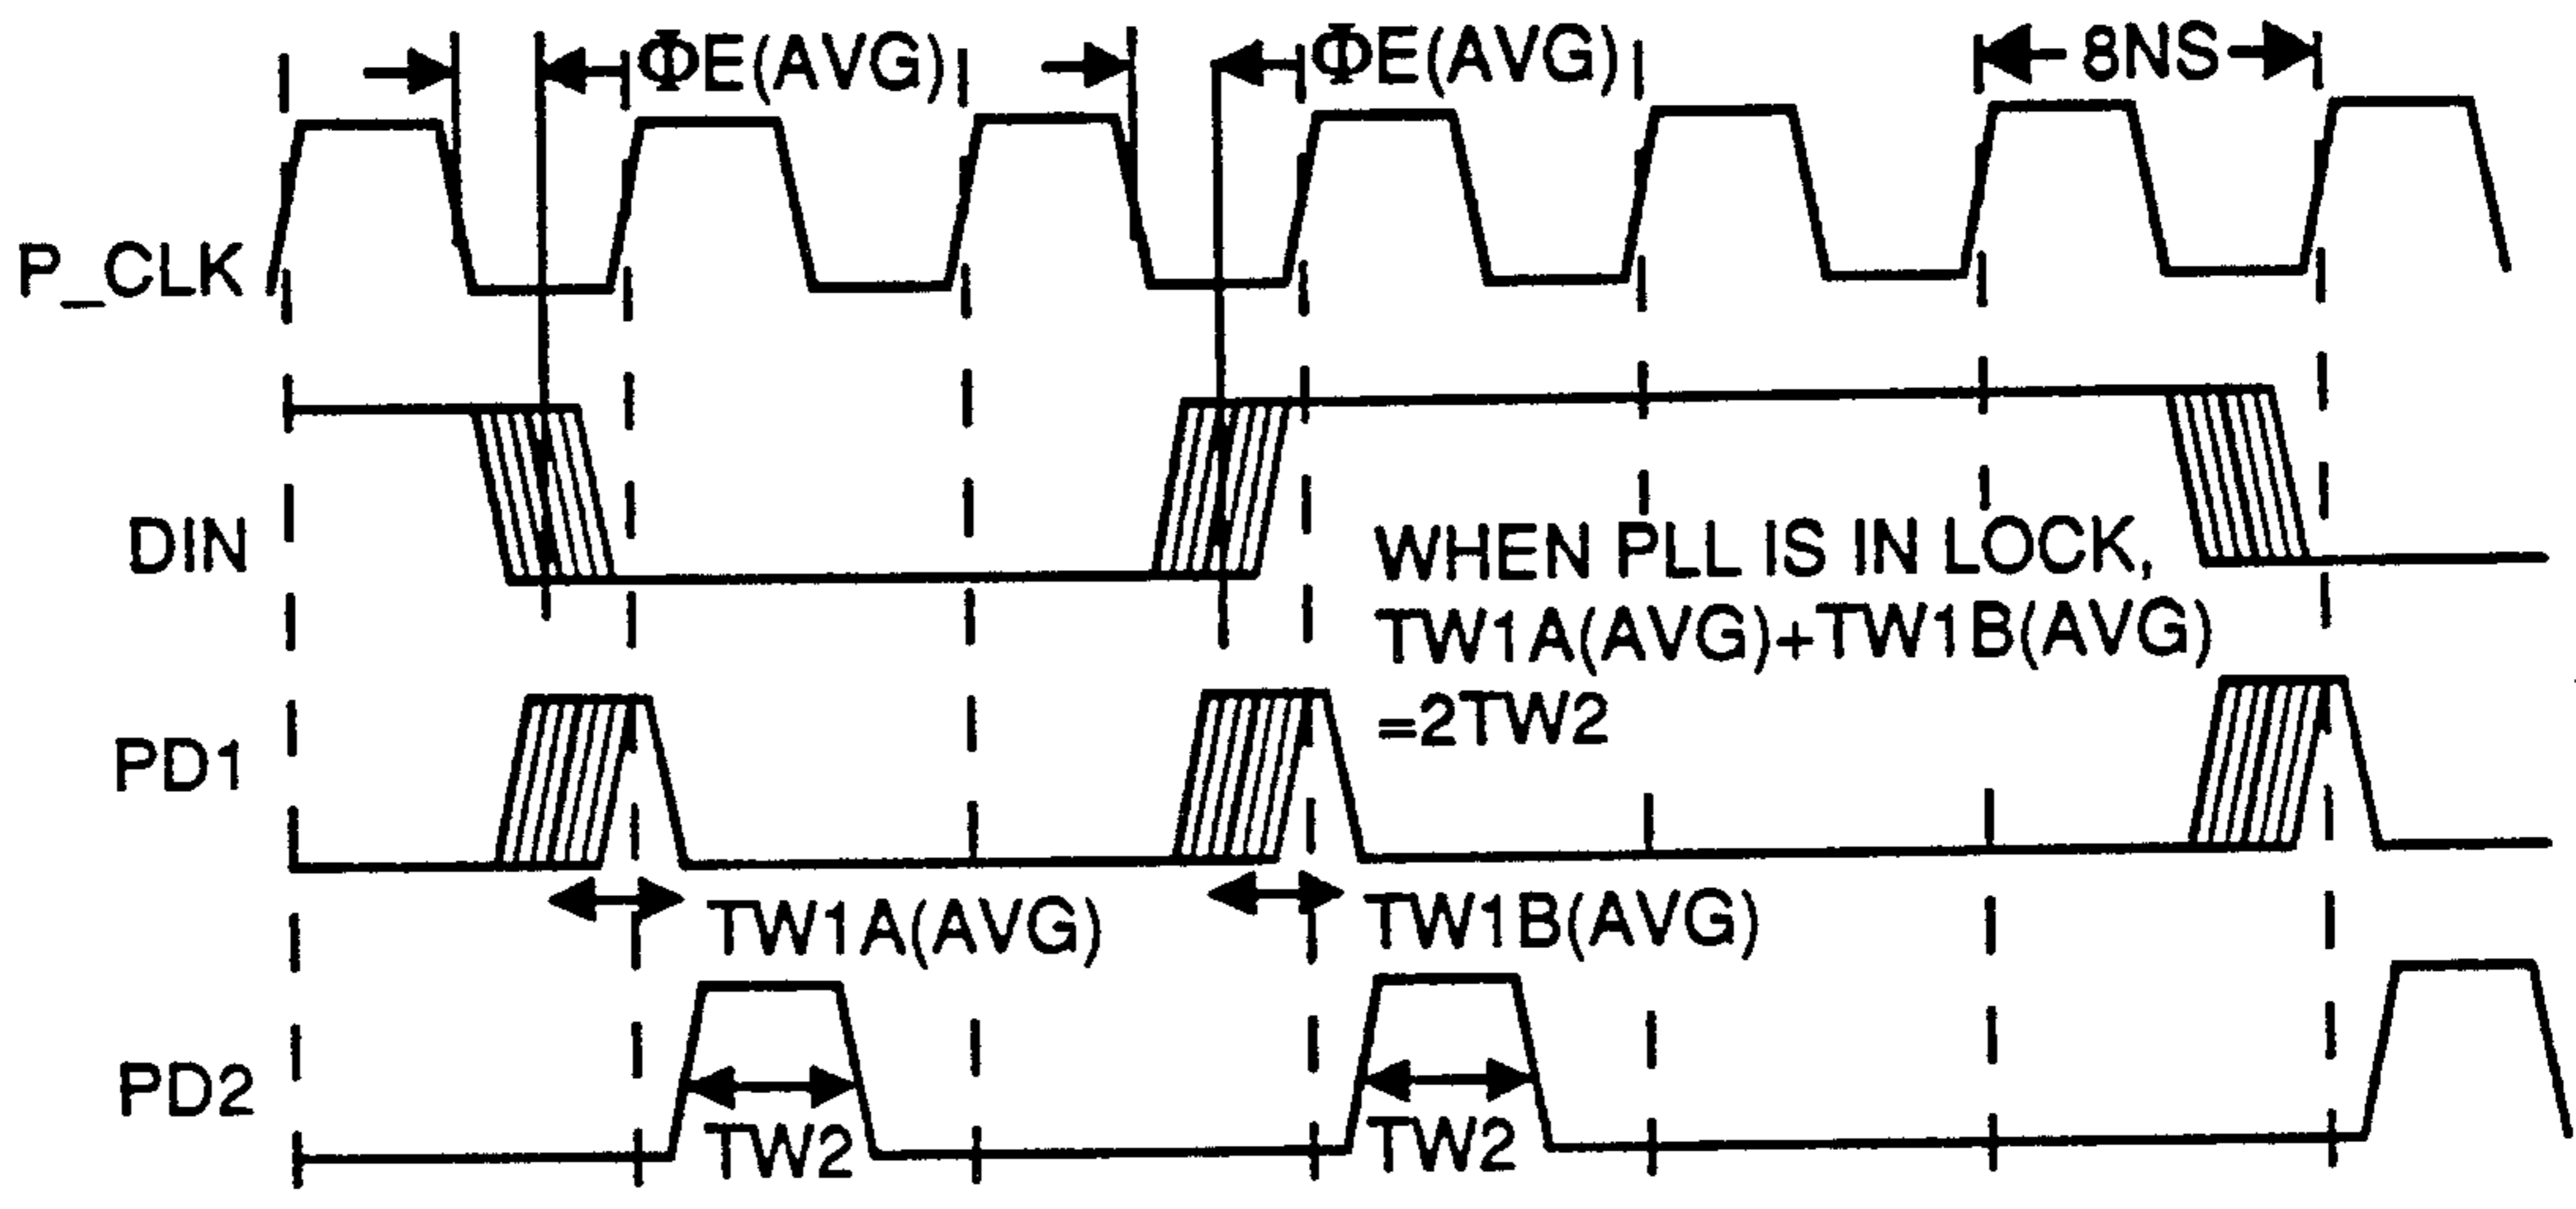 ΦE(AVG) ΦE(AVG) 8NS
P_CLK
DIN
WHEN PLL IS IN LOCK,
TW1A(AVG)+TW1B(AVG)
=2TW2
PD1
TW1A(AVG) TW1B(AVG)
PD2
TW2 TW2